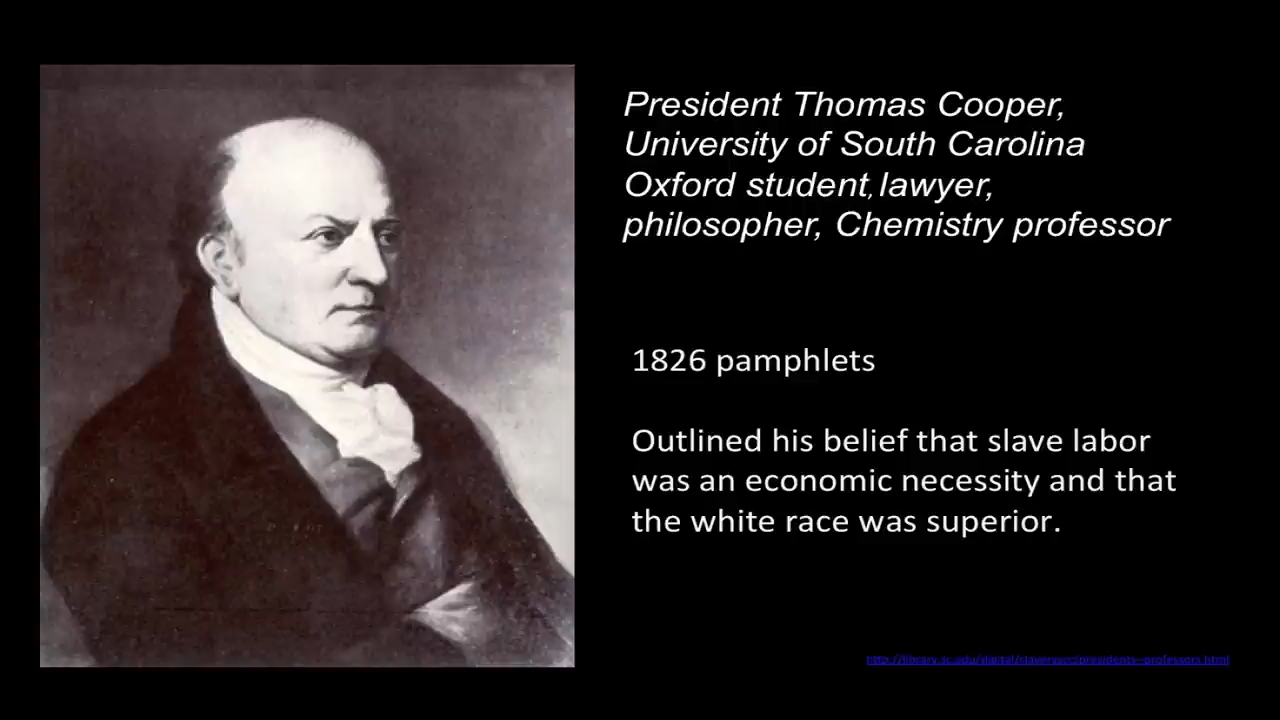 President Thomas Cooper,
University of South Carolina
Oxford student, lawyer,
philosopher, Chemistry professor
1826 pamphlets
Outlined his belief that slave labor
was an economic necessity and that
the white race was superior.